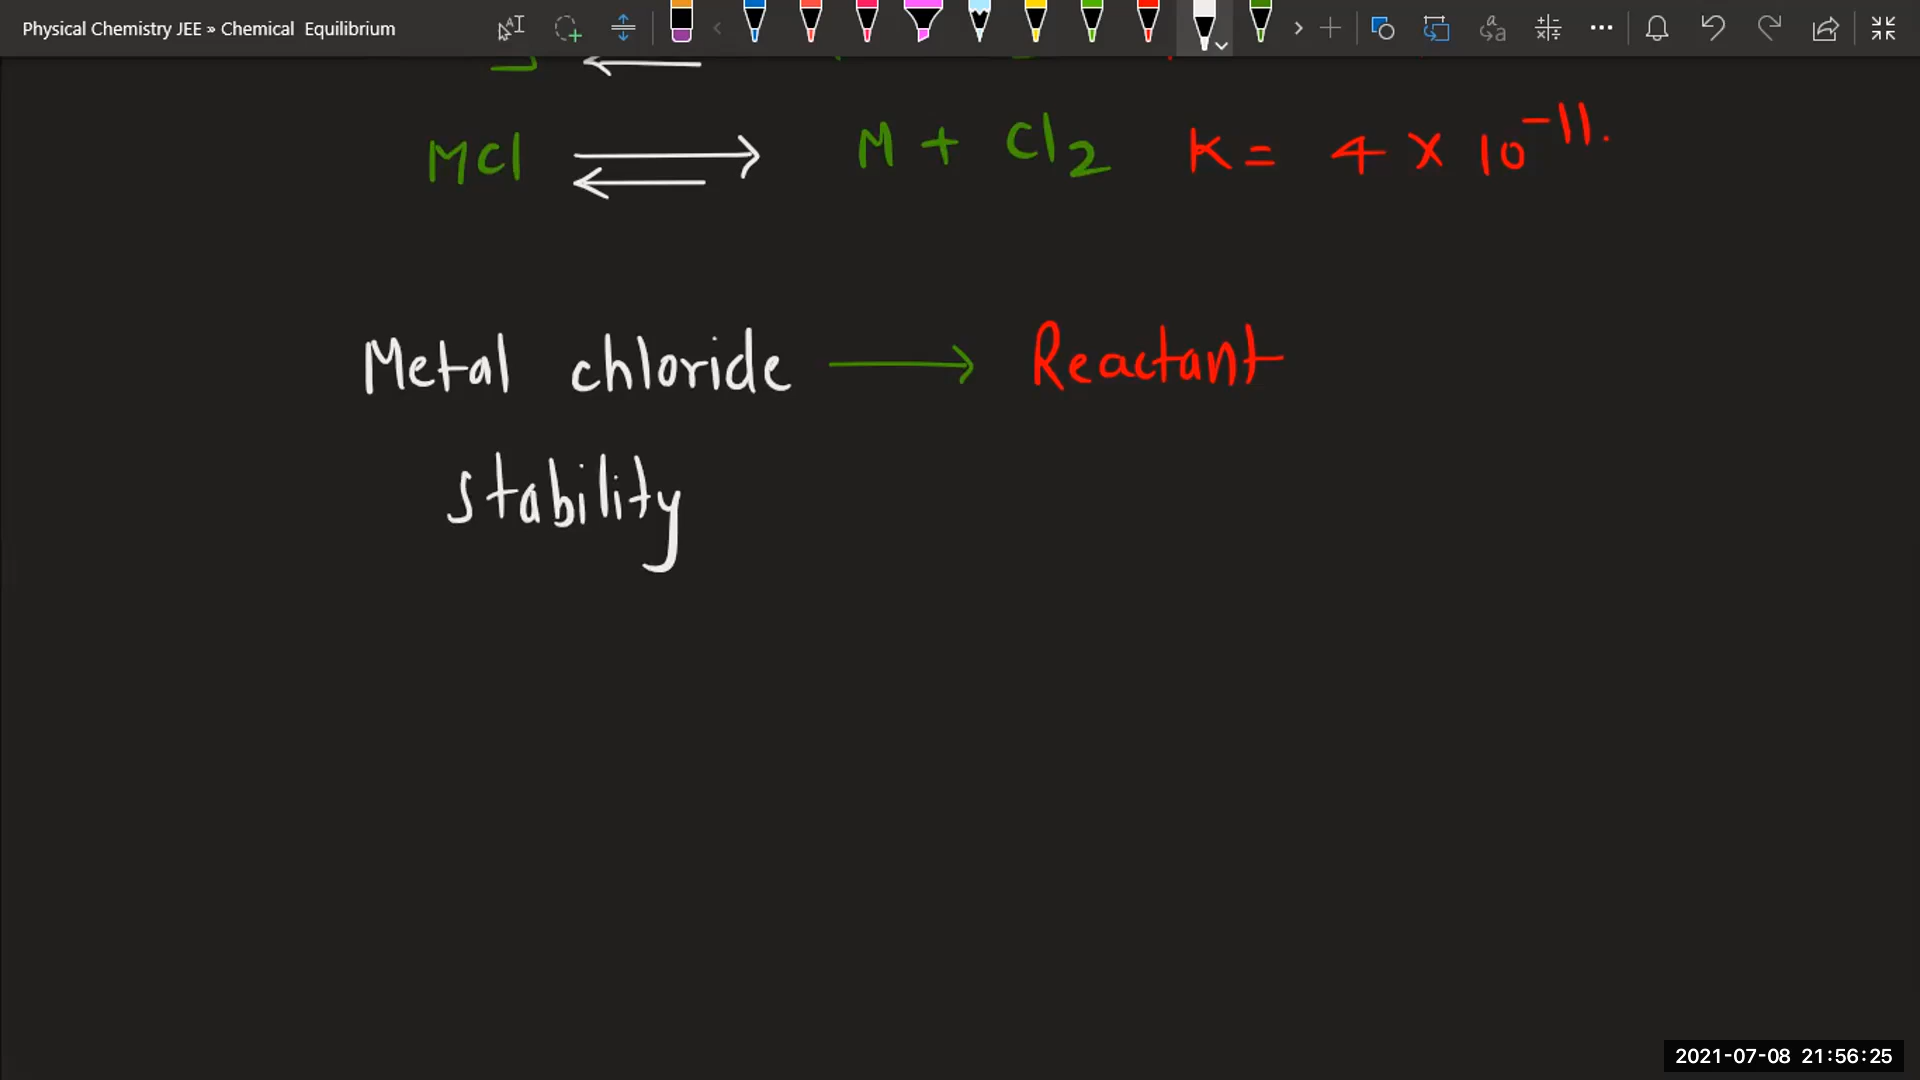 Physical Chemistry JEE » Chemical Equilibrium
MCl ⇌ M + Cl2 K = 4 × 10^-11.
Metal chloride → Reactant
stability
2021-07-08 21:56:25